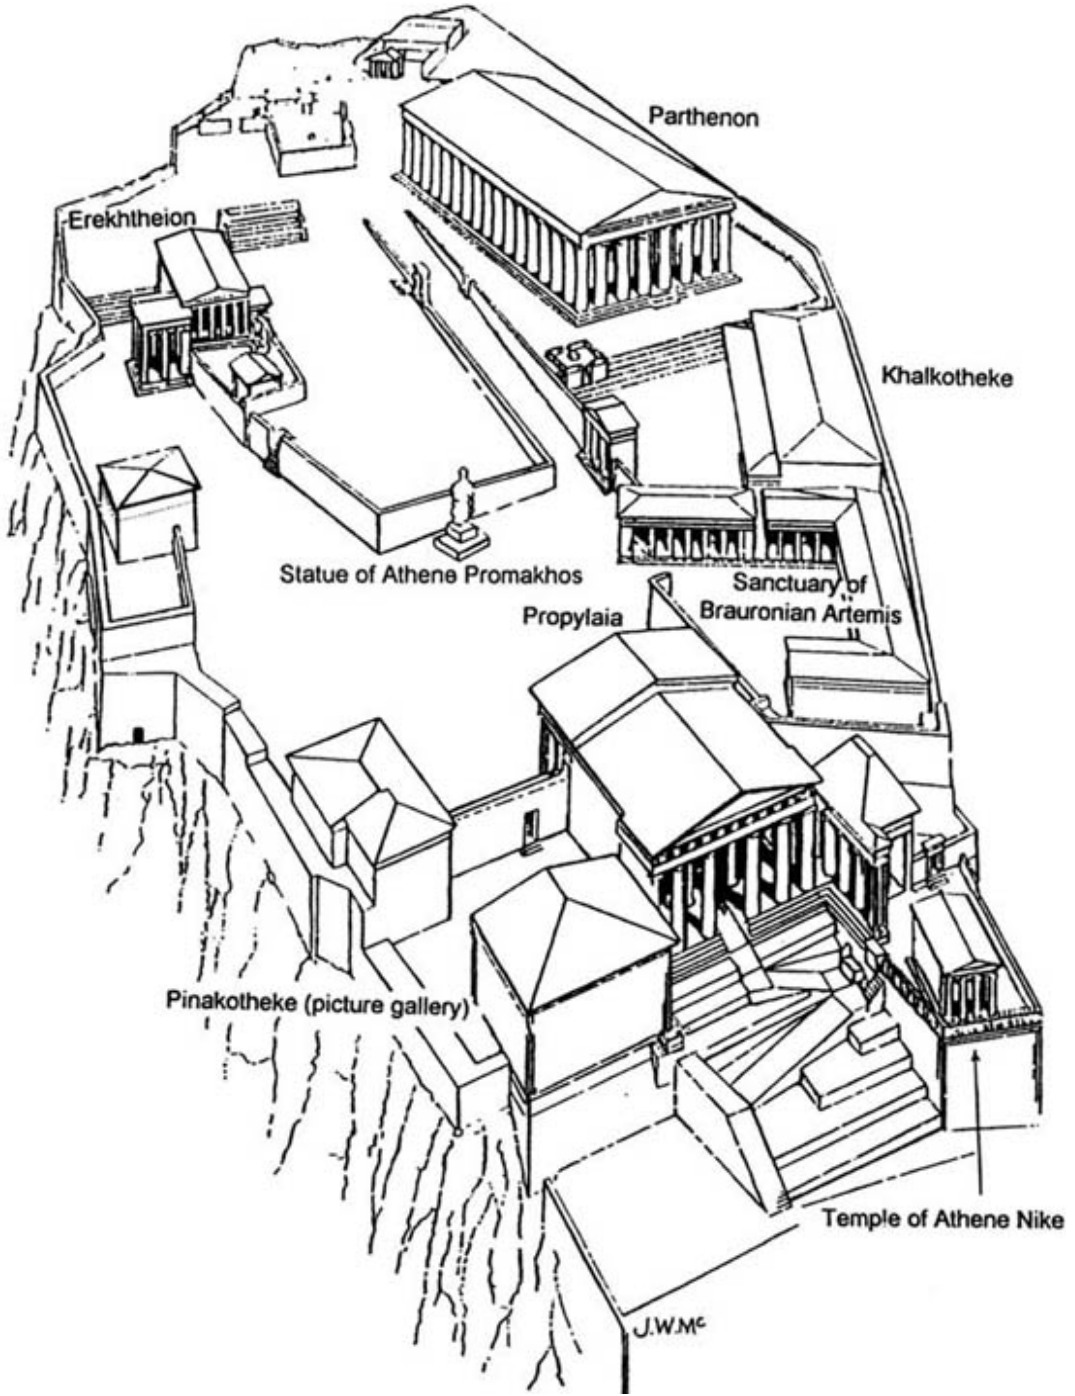 Parthenon
Erekhtheion
Khalkotheke
Statue of Athene Promakhos
Sanctuary of
Brauronian Artemis
Propylaia
Pinakotheke (picture gallery)
Temple of Athene Nike
J.W.Mc